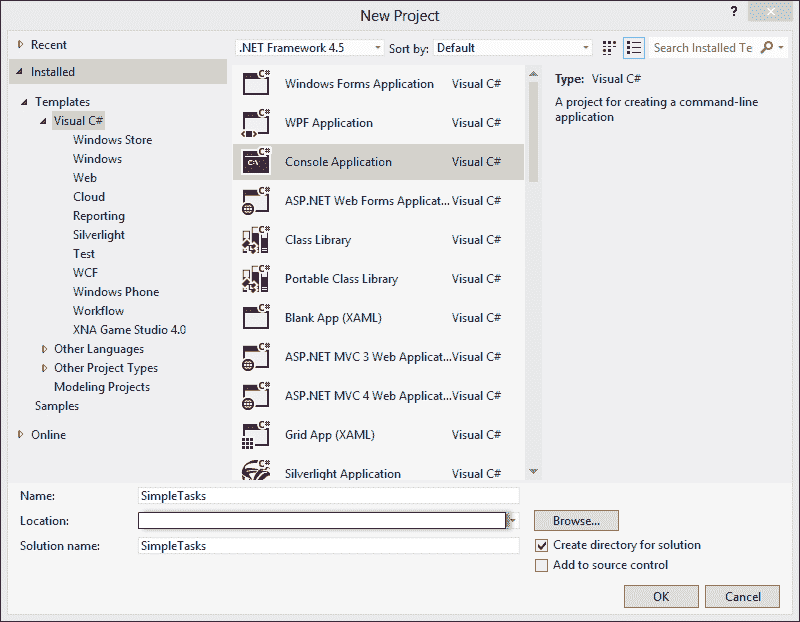 New Project
?
Recent
.NET Framework 4.5
Sort by:
Default
Search Installed Te
Installed
Templates
Visual C#
Windows Store
Windows
Web
Cloud
Reporting
Silverlight
Test
WCF
Windows Phone
Workflow
XNA Game Studio 4.0
Other Languages
Other Project Types
Modeling Projects
Samples
Online
C# Windows Forms Application Visual C#
C# WPF Application Visual C#
C# C:\ Console Application Visual C#
C# ASP.NET Web Forms Applicat... Visual C#
C# Class Library Visual C#
C# Portable Class Library Visual C#
C# Blank App (XAML) Visual C#
C# ASP.NET MVC 3 Web Applicat... Visual C#
C# ASP.NET MVC 4 Web Applicat... Visual C#
C# Grid App (XAML) Visual C#
C# Silverlight Application Visual C#
Type: Visual C#
A project for creating a command-line
application
Name: SimpleTasks
Location:
Browse...
Solution name: SimpleTasks
Create directory for solution
Add to source control
OK
Cancel